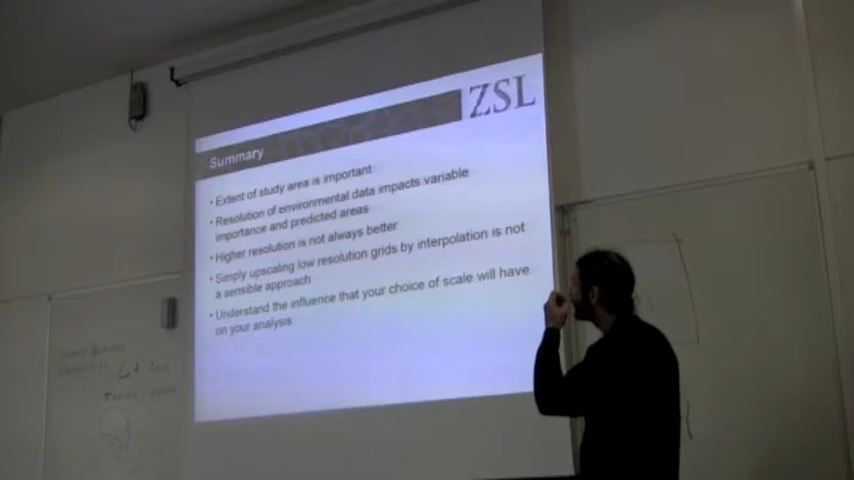 ZSL
Summary
• Extent of study area is important
• Resolution of environmental data impacts variable
importance and predicted areas
• Higher resolution is not always better
• Simply upscaling low resolution grids by interpolation is not
a sensible approach
• Understand the influence that your choice of scale will have
on your analysis